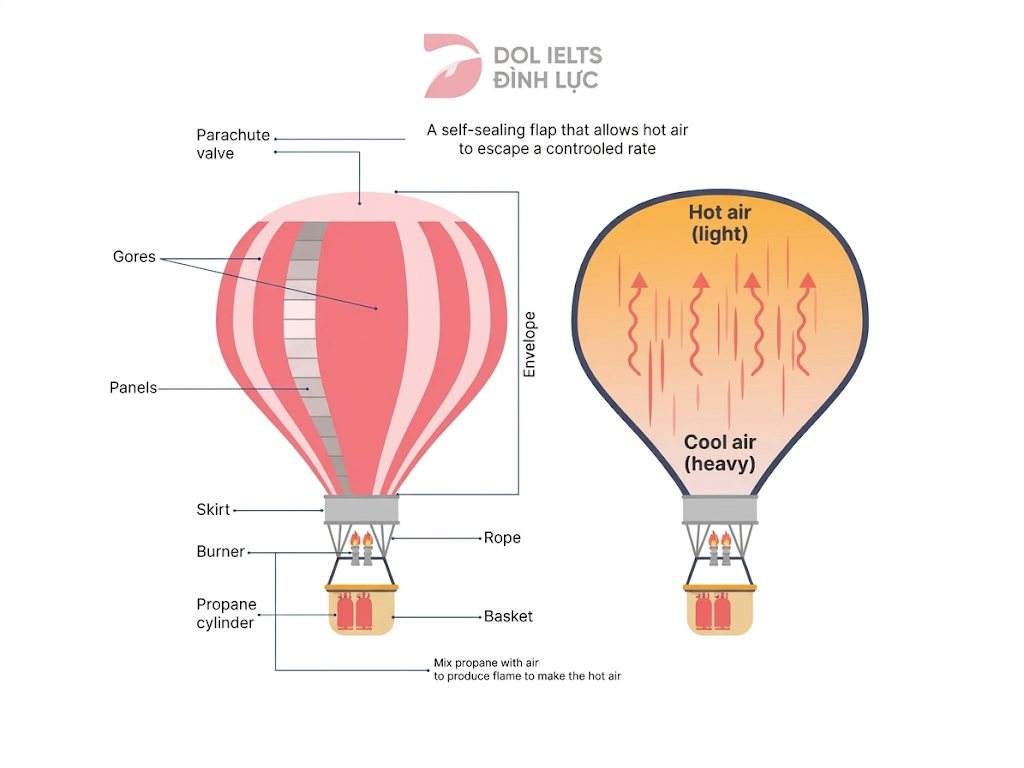 DOL IELTS
ĐÌNH LỰC
Parachute
valve
A self-sealing flap that allows hot air
to escape a controoled rate
Gores
Panels
Envelope
Skirt
Burner
Propane
cylinder
Rope
Basket
Mix propane with air
to produce flame to make the hot air
Hot air
(light)
Cool air
(heavy)